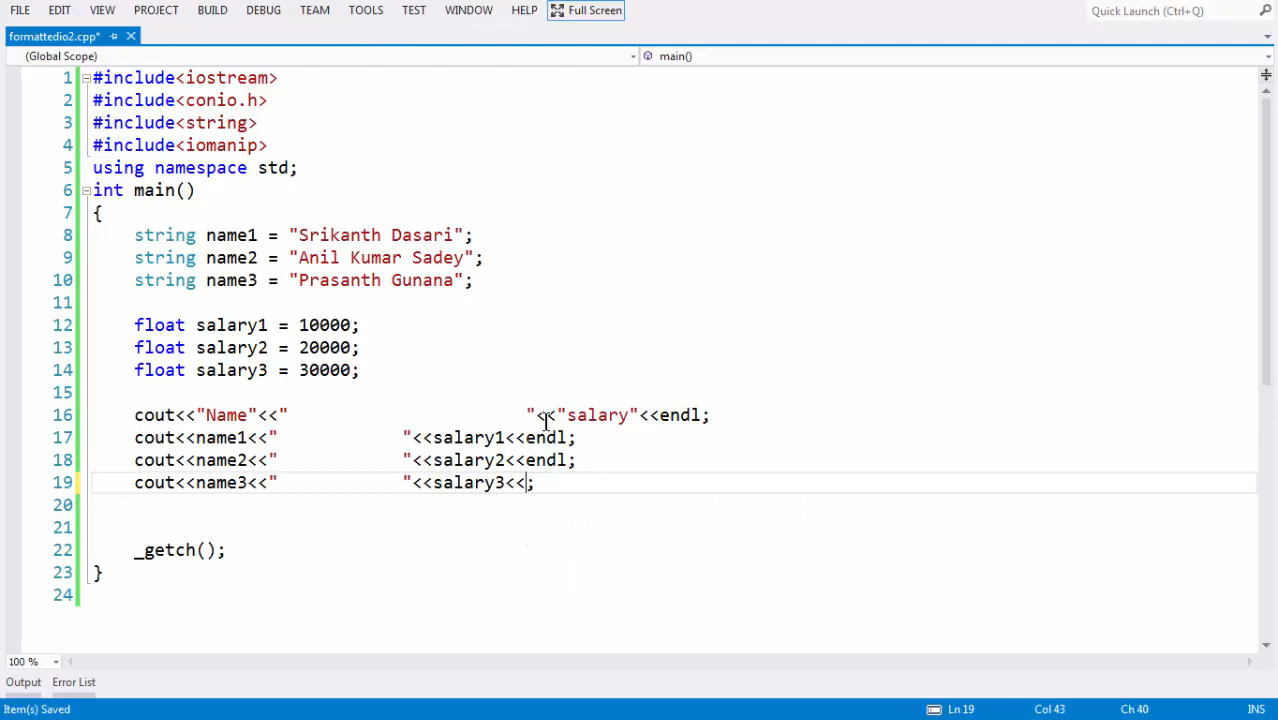 FILE EDIT VIEW PROJECT BUILD DEBUG TEAM TOOLS TEST WINDOW HELP Full Screen Quick Launch (Ctrl+Q)
formattedio2.cpp*
(Global Scope) main()
1 #include<iostream>
2 #include<conio.h>
3 #include<string>
4 #include<iomanip>
5 using namespace std;
6 int main()
7 {
8 string name1 = "Srikanth Dasari";
9 string name2 = "Anil Kumar Sadey";
10 string name3 = "Prasanth Gunana";
11
12 float salary1 = 10000;
13 float salary2 = 20000;
14 float salary3 = 30000;
15
16 cout<<"Name"<<"                       "<<"salary"<<endl;
17 cout<<name1<<"            "<<salary1<<endl;
18 cout<<name2<<"            "<<salary2<<endl;
19 cout<<name3<<"            "<<salary3<<;
20
21
22 _getch();
23 }
24
100 %
Output Error List
Item(s) Saved Ln 19 Col 43 Ch 40 INS